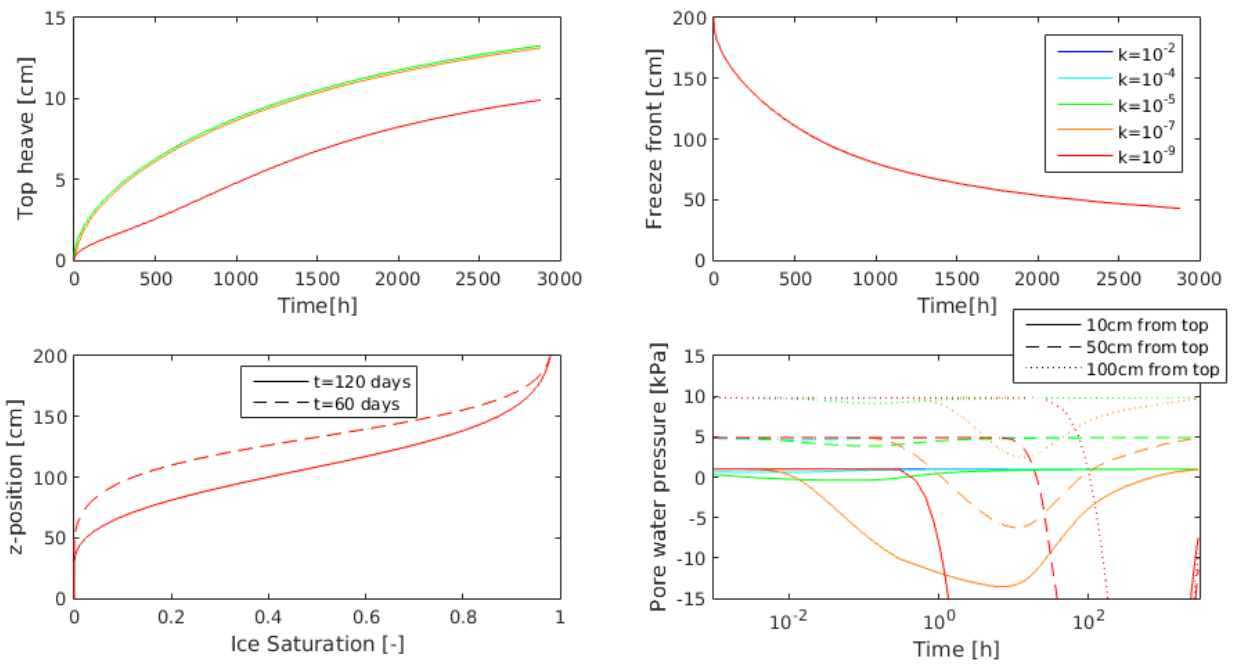 15
10
5
0
Top heave [cm]
0 500 1000 1500 2000 2500 3000
Time[h]
200
150
100
50
0
Freeze front [cm]
k=10^-2
k=10^-4
k=10^-5
k=10^-7
k=10^-9
0 500 1000 1500 2000 2500 3000
Time [h]
200
150
100
50
0
z-position [cm]
t=120 days
t=60 days
0 0.2 0.4 0.6 0.8 1
Ice Saturation [-]
10cm from top
50cm from top
100cm from top
15
10
5
0
-5
-10
-15
Pore water pressure [kPa]
10^-2 10^0 10^2
Time [h]